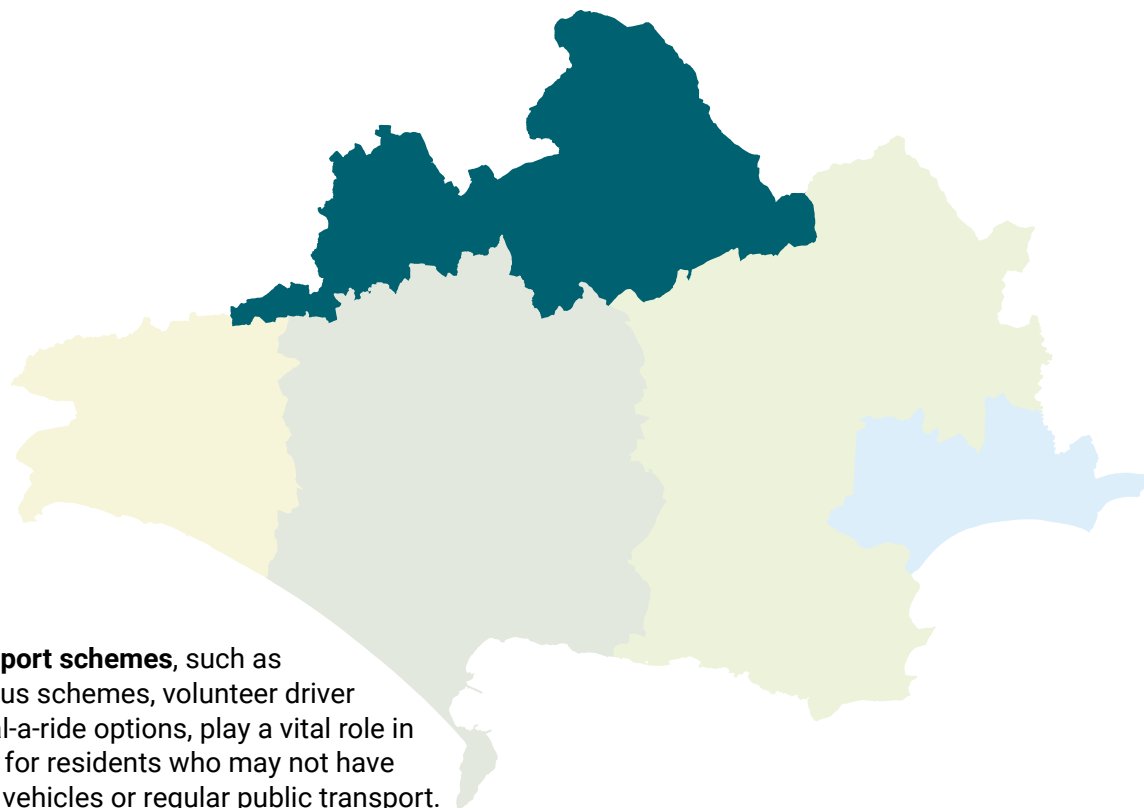 port schemes, such as
us schemes, volunteer driver
l-a-ride options, play a vital role in
for residents who may not have
vehicles or regular public transport.